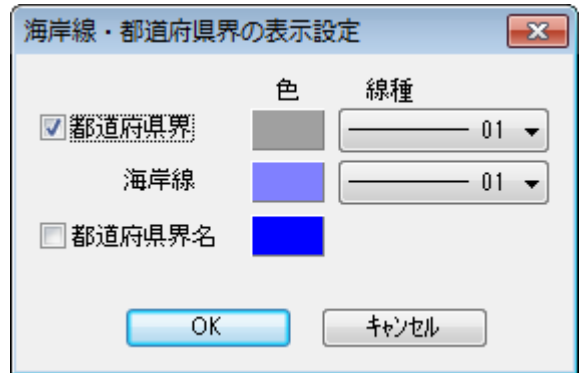 海岸線・都道府県界の表示設定
色 線種
都道府県界 01
海岸線 01
都道府県界名
OK キャンセル